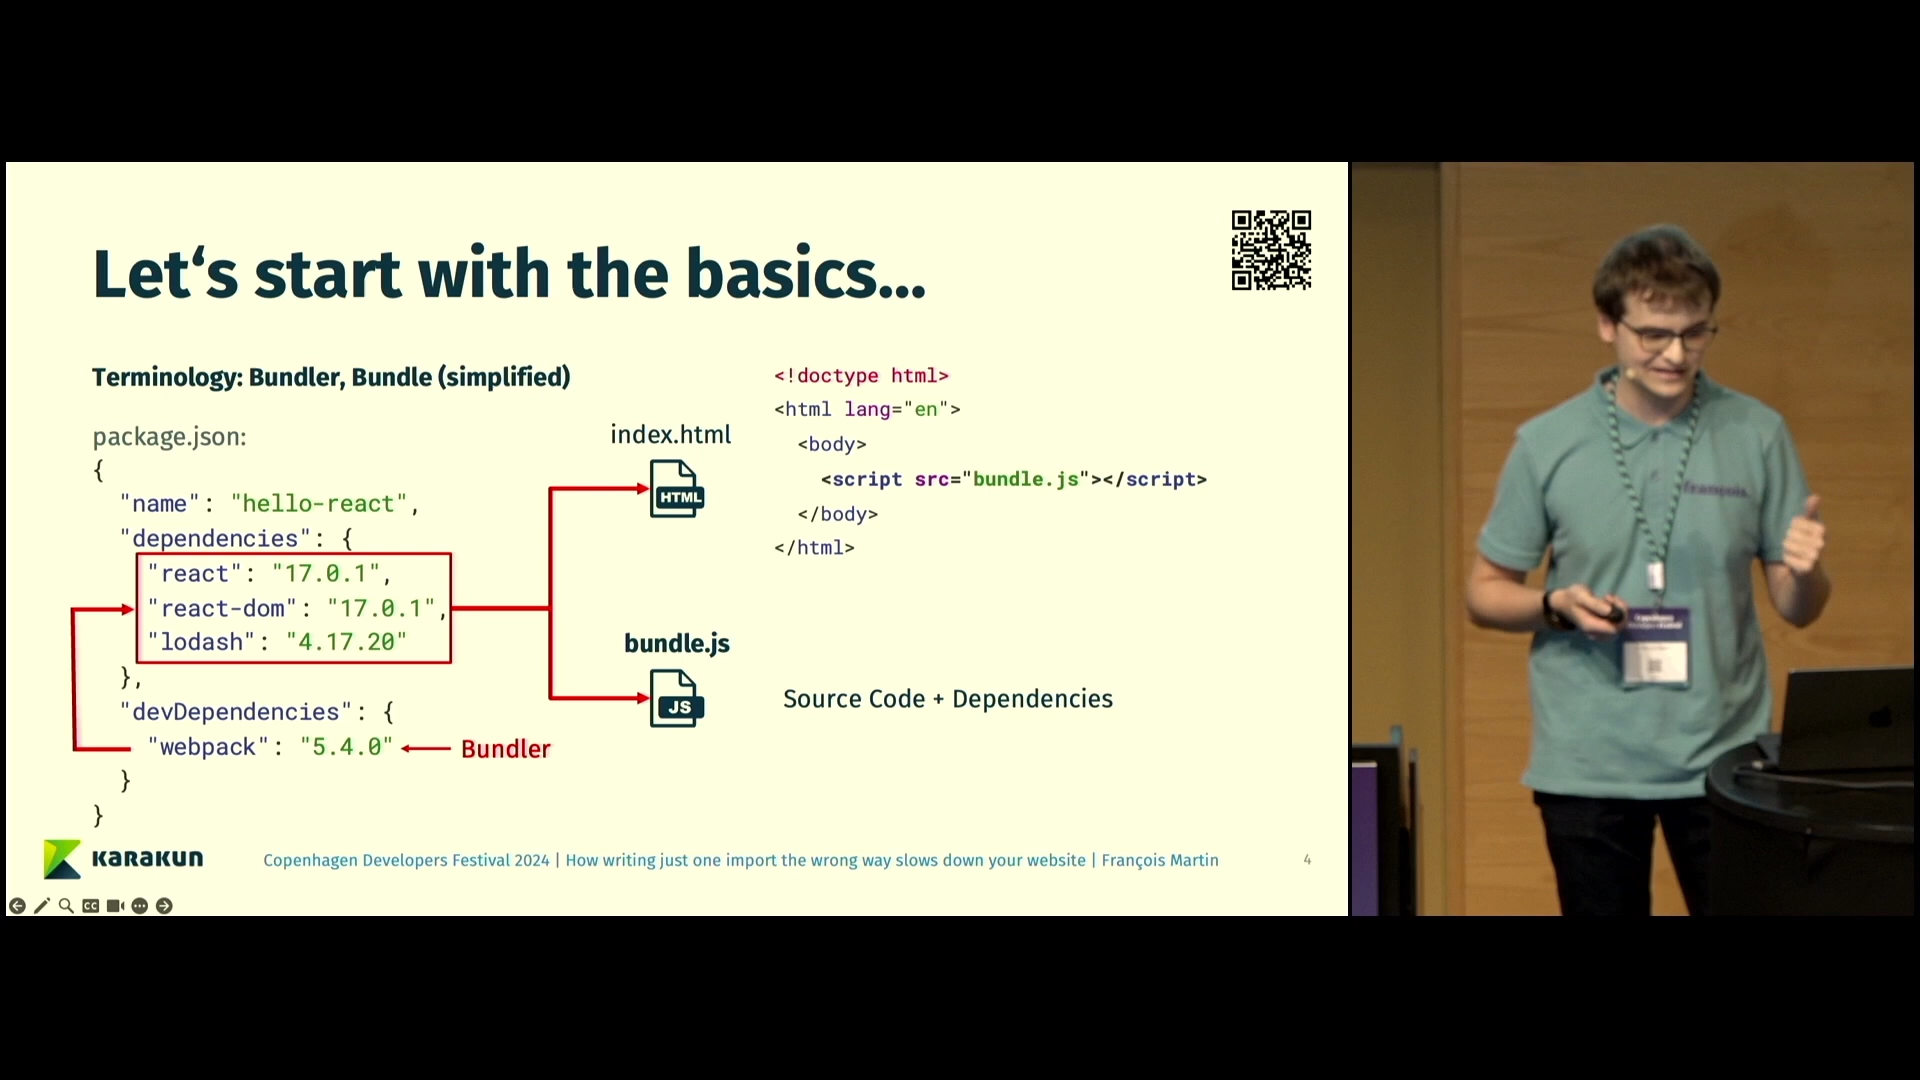 Let‘s start with the basics...
Terminology: Bundler, Bundle (simplified)
package.json:
{
"name": "hello-react",
"dependencies": {
"react": "17.0.1",
"react-dom": "17.0.1",
"lodash": "4.17.20"
},
"devDependencies": {
"webpack": "5.4.0"
}
}
Bundler
index.html
HTML
bundle.js
JS
<!doctype html>
<html lang="en">
<body>
<script src="bundle.js"></script>
</body>
</html>
Source Code + Dependencies
KARAKUN
Copenhagen Developers Festival 2024 | How writing just one import the wrong way slows down your website | François Martin
4
CC
françois